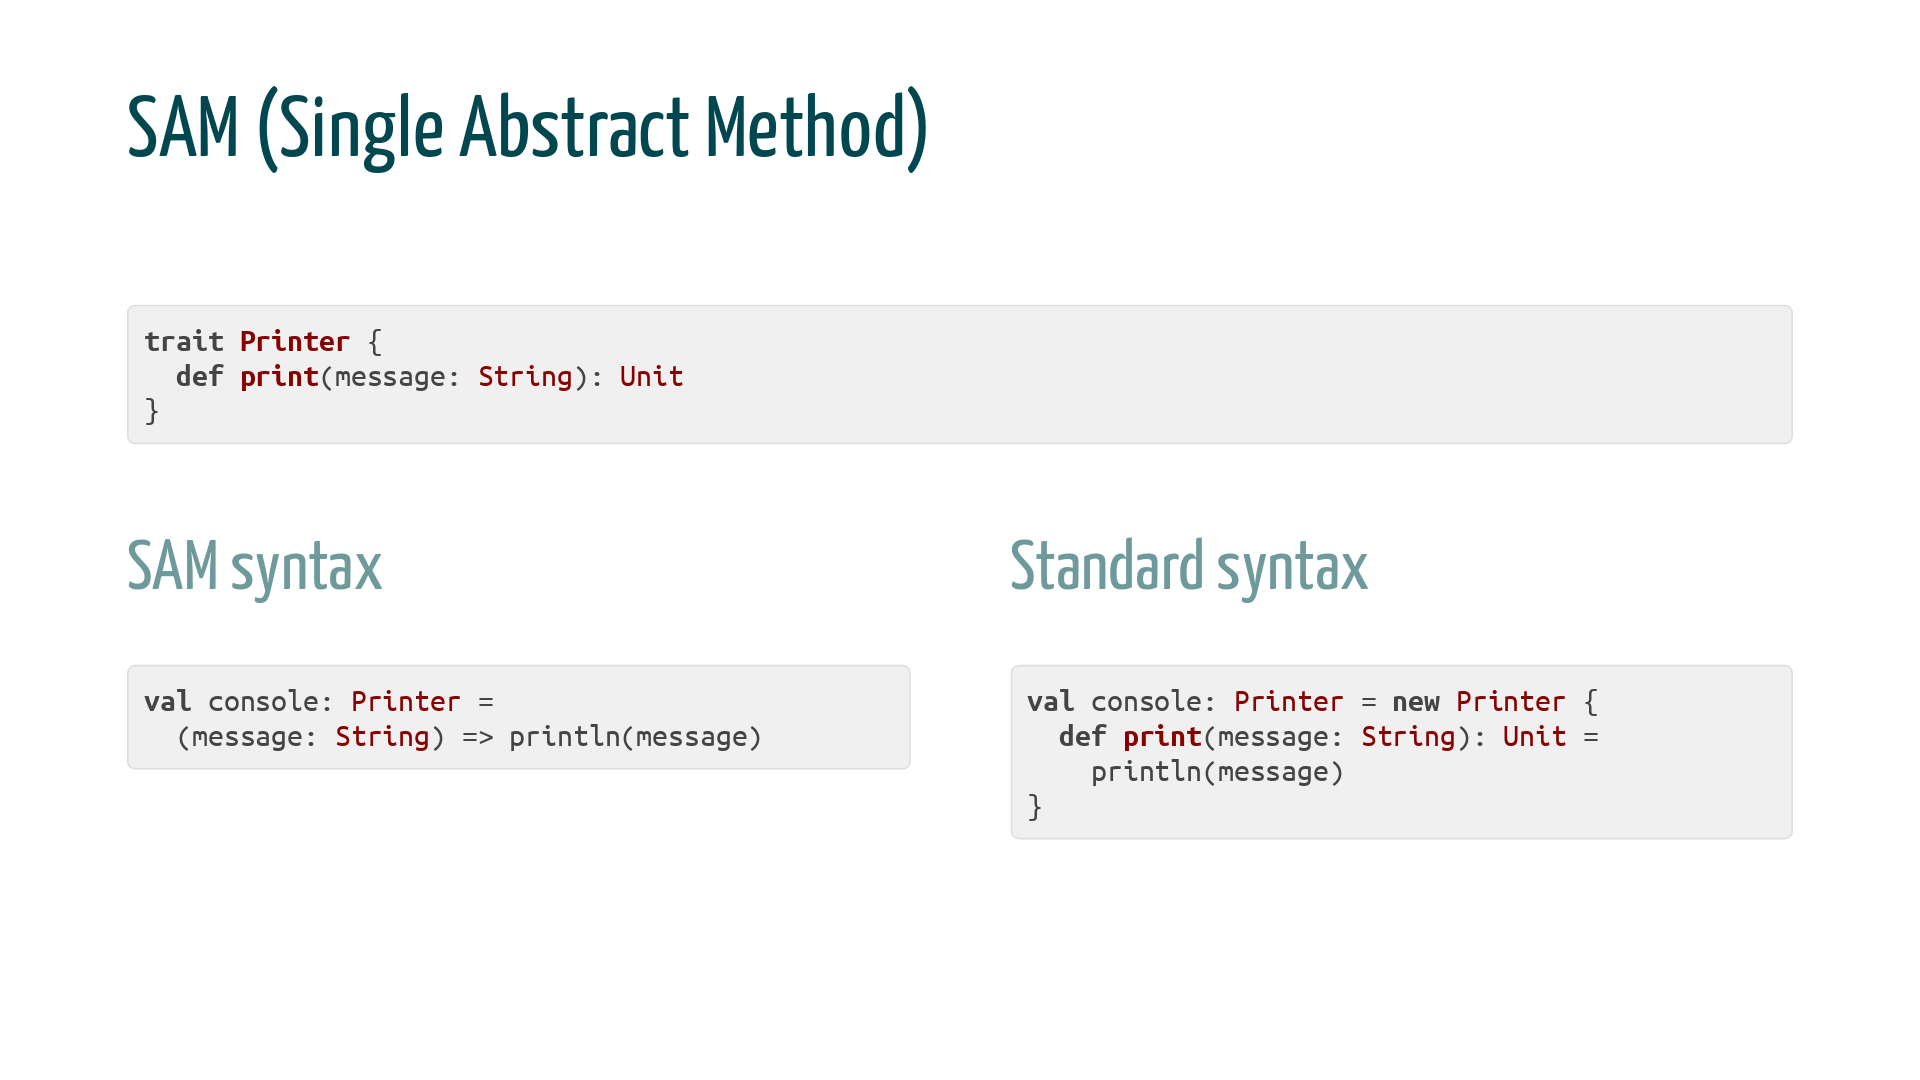 SAM (Single Abstract Method)
trait Printer {
  def print(message: String): Unit
}
SAM syntax
val console: Printer =
  (message: String) => println(message)
Standard syntax
val console: Printer = new Printer {
  def print(message: String): Unit =
    println(message)
}